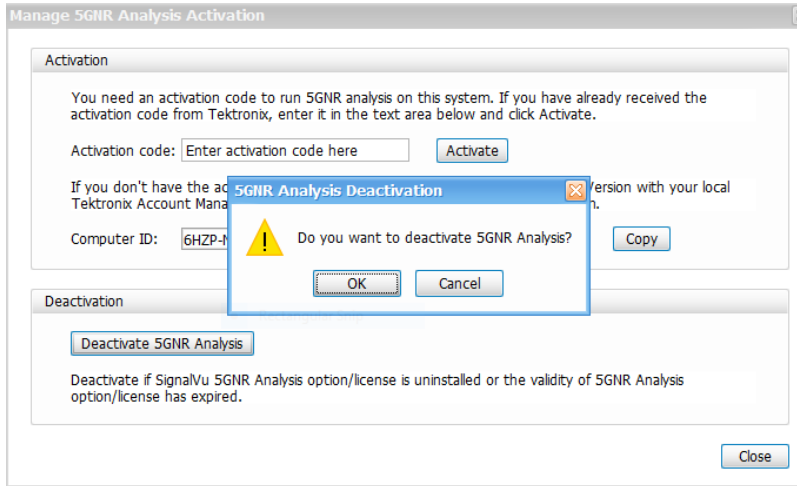 Manage 5GNR Analysis Activation
Activation
You need an activation code to run 5GNR analysis on this system. If you have already received the
activation code from Tektronix, enter it in the text area below and click Activate.
Activation code: Enter activation code here Activate
If you don't have the
Version with your local
Tektronix Account
Computer ID: 6HZP- Copy
5GNR Analysis Deactivation
Do you want to deactivate 5GNR Analysis?
OK Cancel
Deactivation
Deactivate 5GNR Analysis
Deactivate if SignalVu 5GNR Analysis option/license is uninstalled or the validity of 5GNR Analysis
option/license has expired.
Close